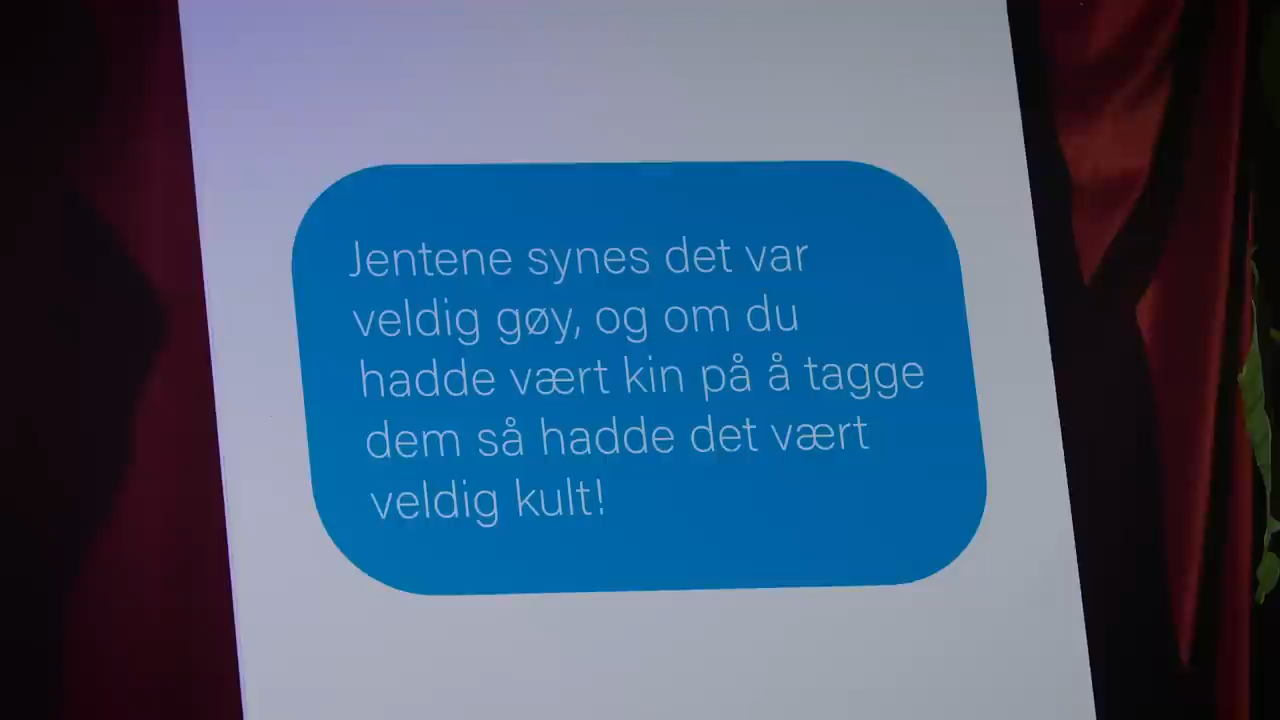 Jentene synes det var
veldig gøy, og om du
hadde vært kin på å tagge
dem så hadde det vært
veldig kult!